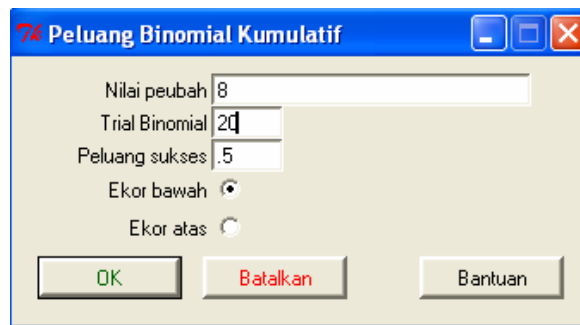 Peluang Binomial Kumulatif
Nilai peubah 8
Trial Binomial 20
Peluang sukses .5
Ekor bawah
Ekor atas
OK Batalkan Bantuan